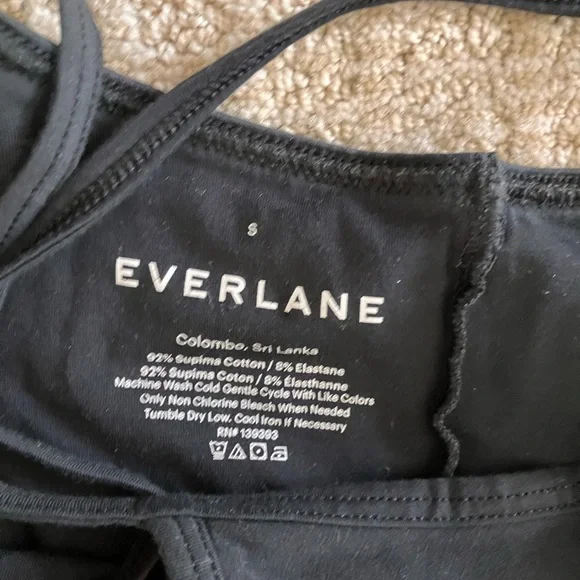 S
EVERLANE
Colombo, Sri Lanka
92% Supima Cotton / 8% Elastane
92% Supima Coton / 8% Élasthanne
Machine Wash Cold Gentle Cycle With Like Colors
Only Non Chlorine Bleach When Needed
Tumble Dry Low. Cool Iron If Necessary
RN# 139393